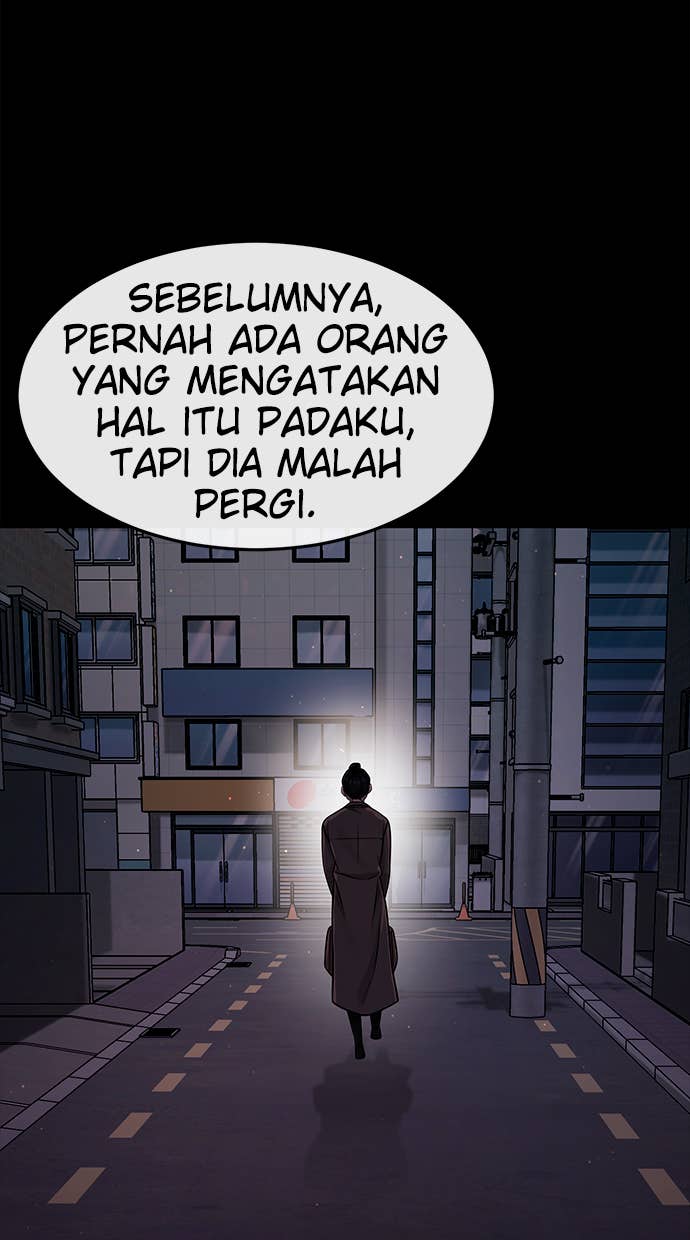 SEBELUMNYA,
PERNAH ADA ORANG
YANG MENGATAKAN
HAL ITU PADAKU,
TAPI DIA MALAH
PERGI.